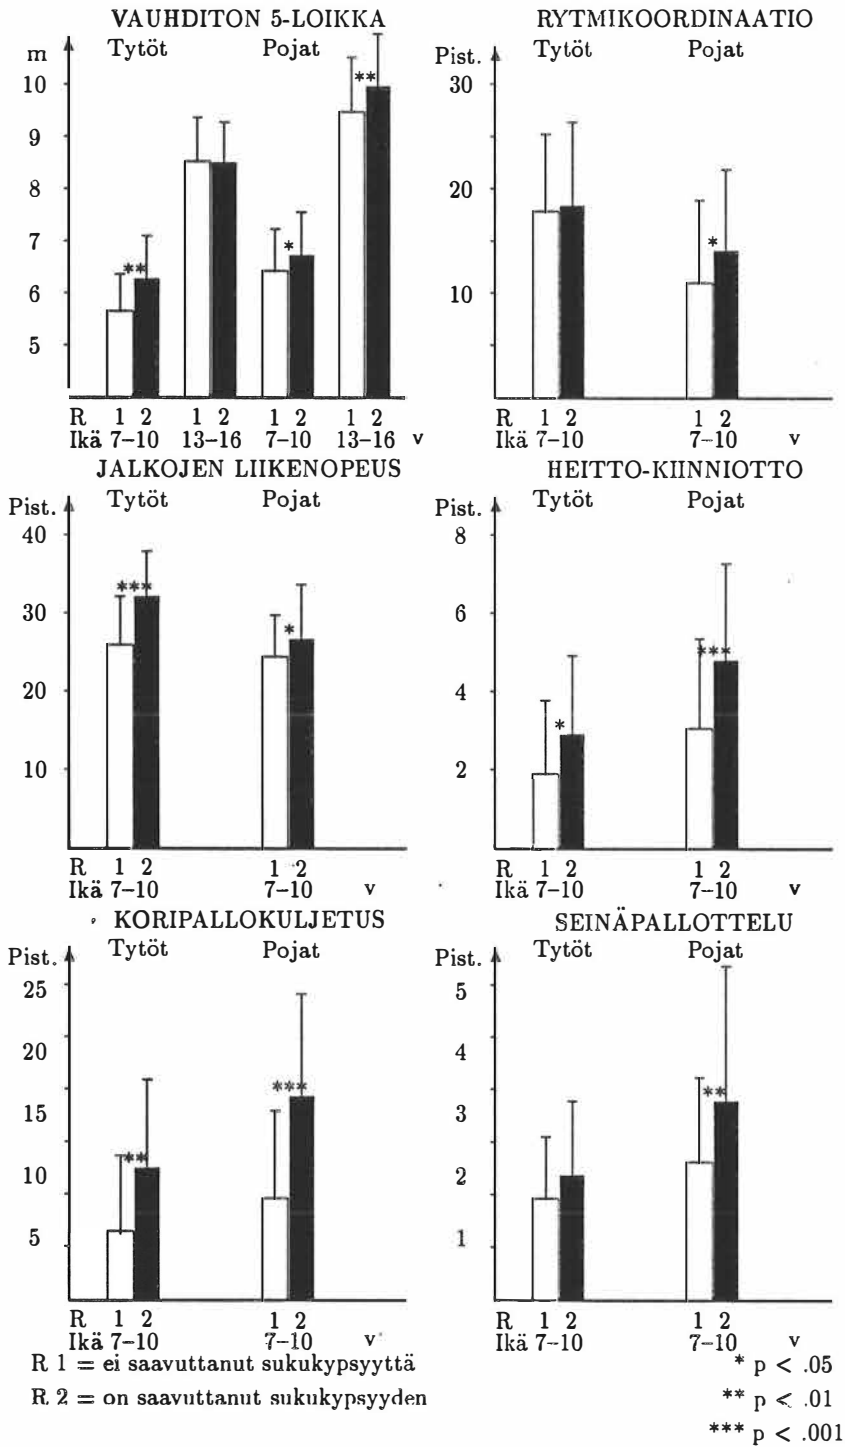 VAUHDITON 5-LOIKKA
m
Tytöt Pojat
10
9
8
7
6
5
** * **
R 1 2 1 2 1 2 1 2
Ikä 7–10 13–16 7–10 13–16 v
RYTMIKOORDINAATIO
Pist. Tytöt Pojat
30
20
10
*
R 1 2 1 2
Ikä 7–10 7–10 v
JALKOJEN LIIKENOPEUS
Pist. Tytöt Pojat
40
30
20
10
*** *
R 1 2 1 2
Ikä 7–10 7–10 v
HEITTO-KIINNIOTTO
Pist. Tytöt Pojat
8
6
4
2
* ***
R 1 2 1 2
Ikä 7–10 7–10 v
KORIPALLOKULJETUS
Pist. Tytöt Pojat
25
20
15
10
5
** ***
R 1 2 1 2
Ikä 7–10 7–10 v
SEINÄPALLOTTELU
Pist. Tytöt Pojat
5
4
3
2
1
**
R 1 2 1 2
Ikä 7–10 7–10 v
R 1 = ei saavuttanut sukukypsyyttä
R 2 = on saavuttanut sukukypsyyden
* p < .05
** p < .01
*** p < .001